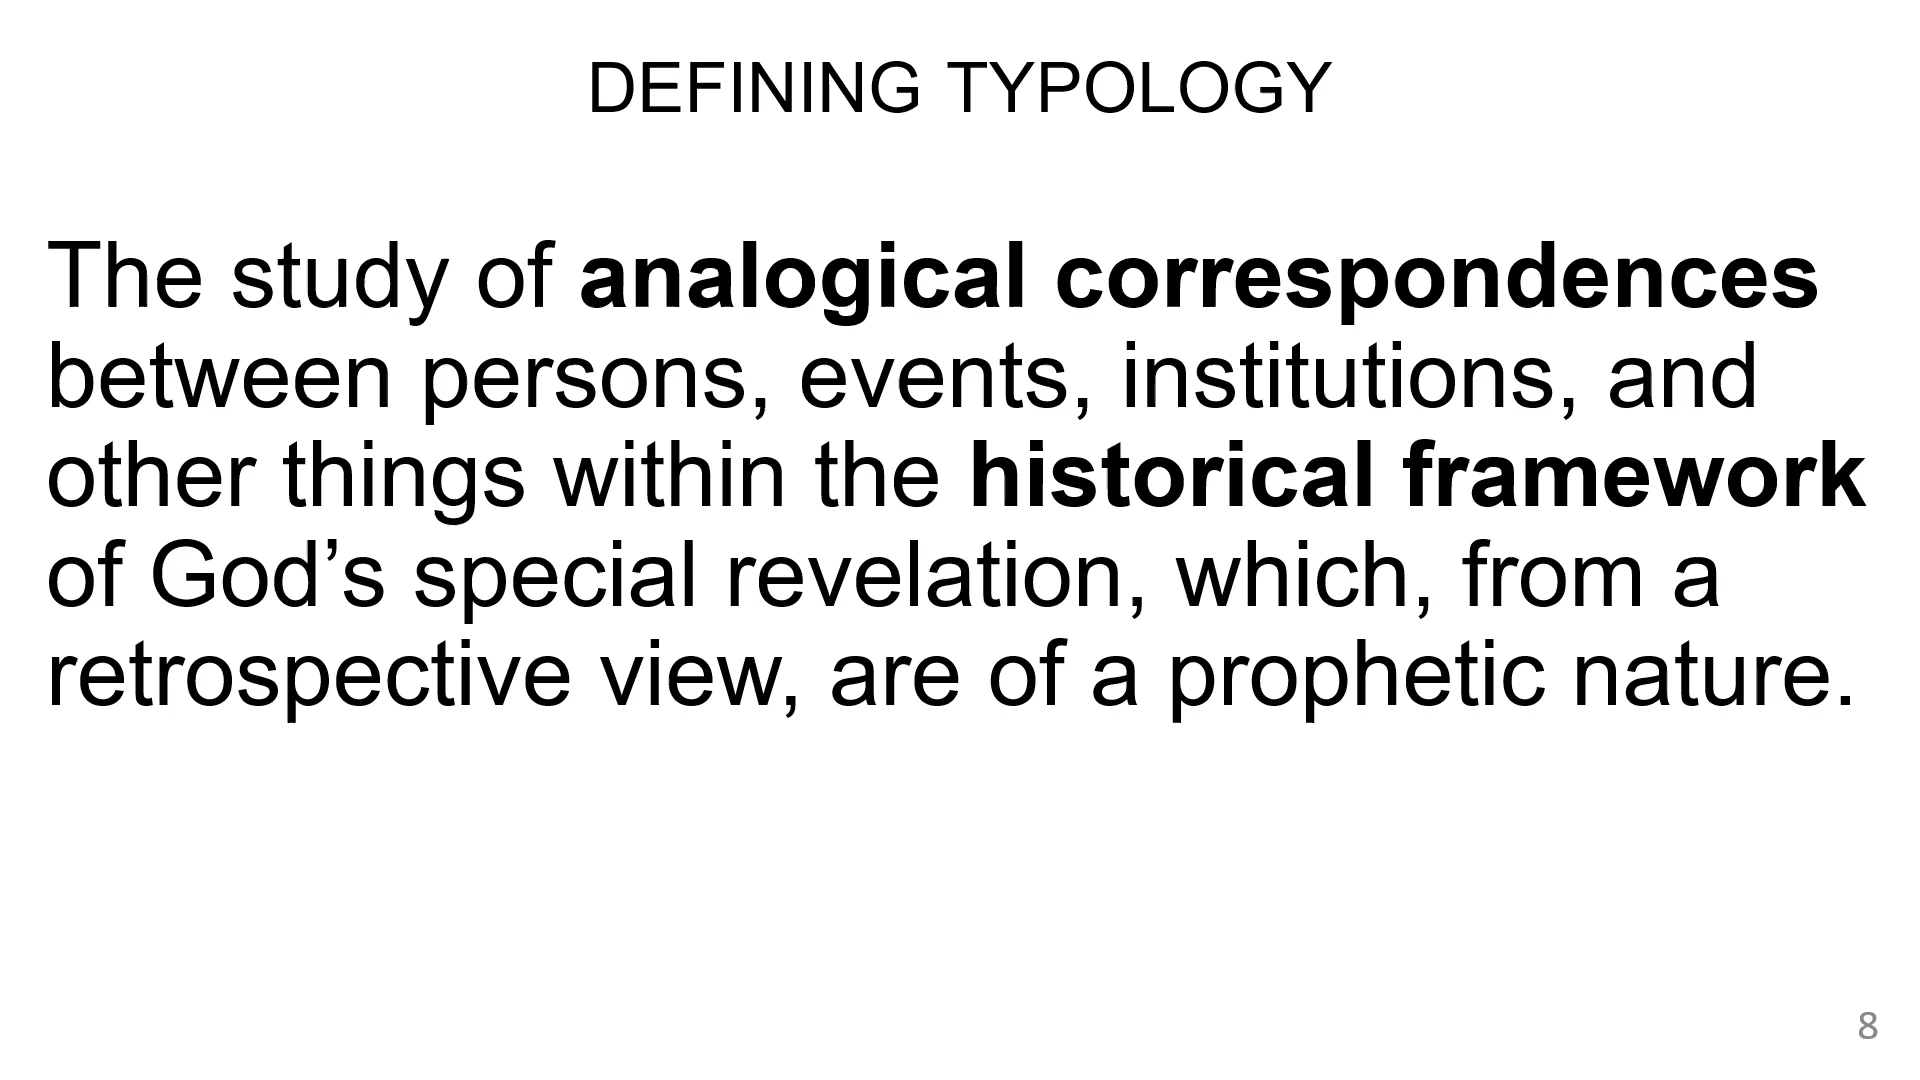 DEFINING TYPOLOGY
The study of analogical correspondences
between persons, events, institutions, and
other things within the historical framework
of God’s special revelation, which, from a
retrospective view, are of a prophetic nature.
8